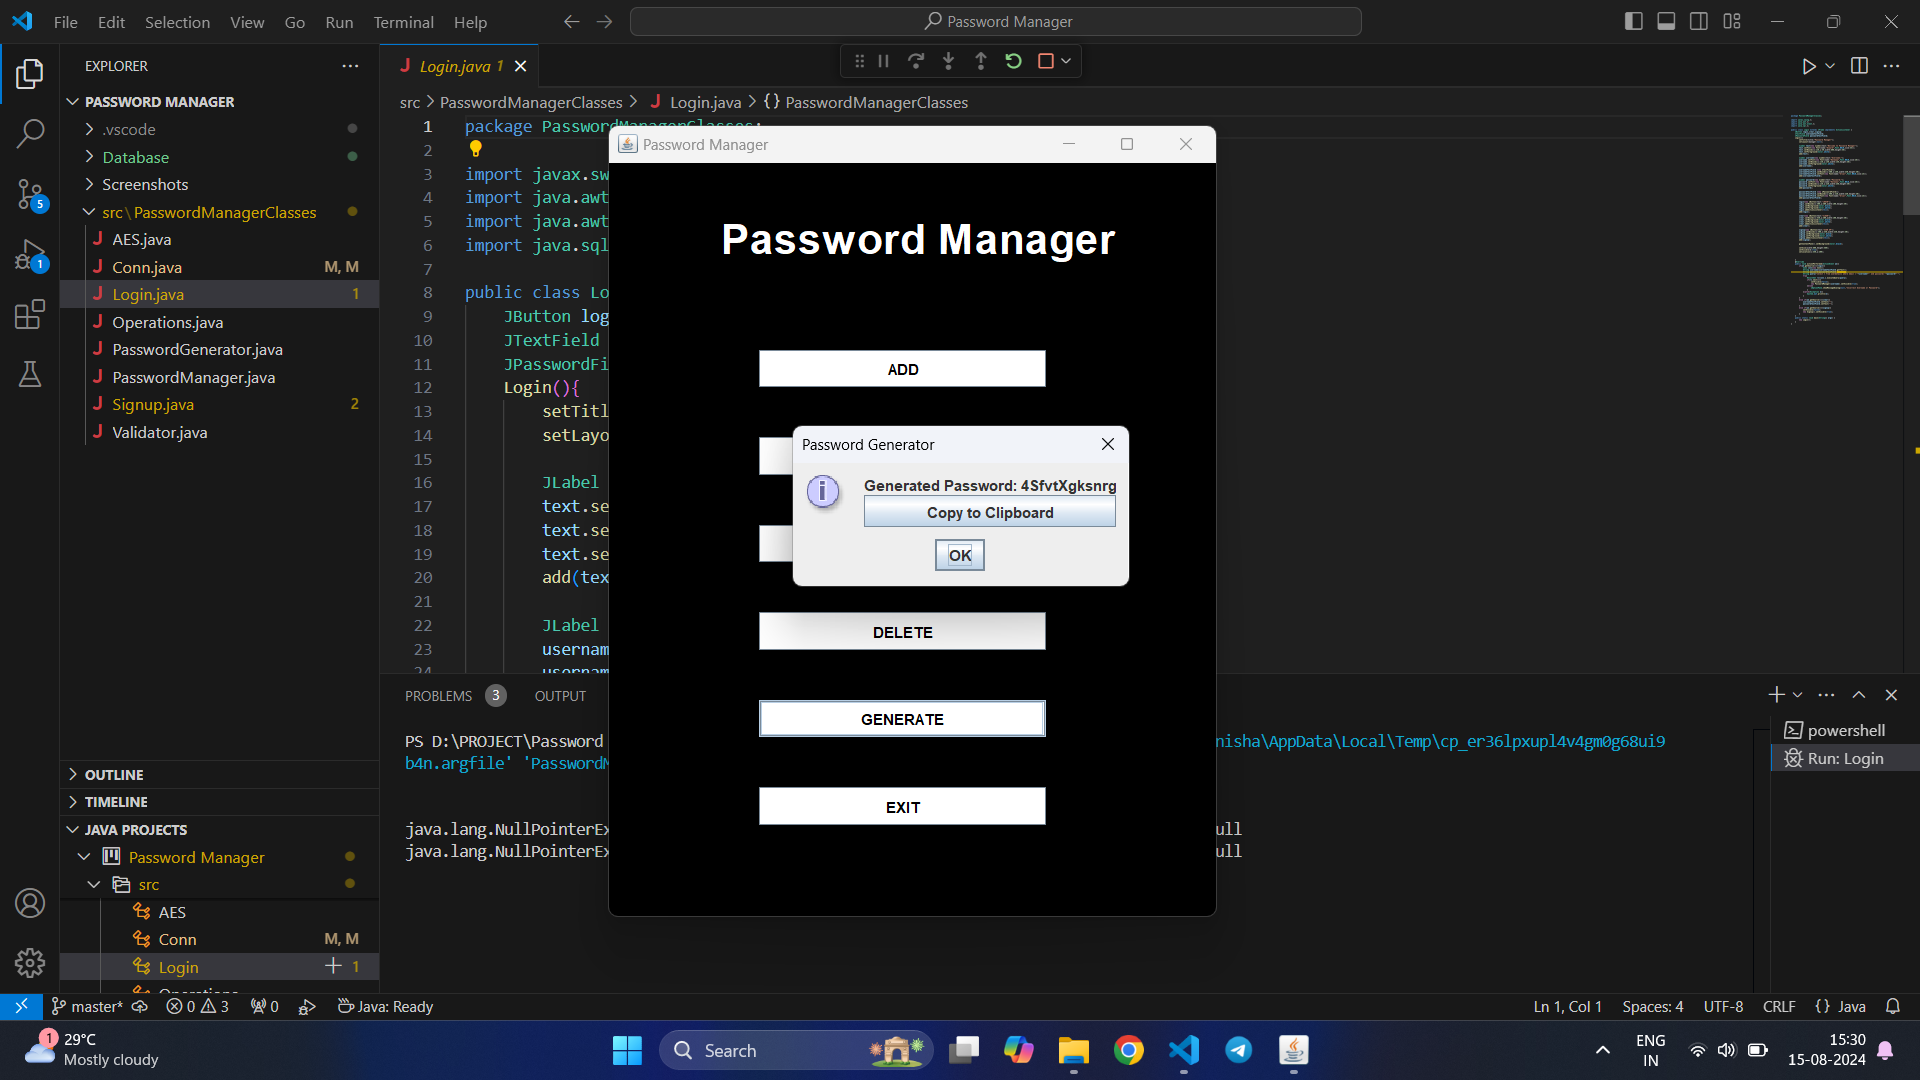 File Edit Selection View Go Run Terminal Help
Password Manager
EXPLORER
Login.java 1
PASSWORD MANAGER
src > PasswordManagerClasses > Login.java > {} PasswordManagerClasses
.vscode
Database
Screenshots
src\PasswordManagerClasses
AES.java
Conn.java M, M
Login.java 1
Operations.java
PasswordGenerator.java
PasswordManager.java
Signup.java 2
Validator.java
OUTLINE
TIMELINE
JAVA PROJECTS
Password Manager
src
AES
Conn M, M
Login 1
1 package PasswordManagerClasses;
2
3 import javax.sw
4 import java.awt
5 import java.awt
6 import java.sql
7
8 public class Lo
9 JButton log
10 JTextField
11 JPasswordFi
12 Login(){
13 setTitl
14 setLayo
15
16 JLabel
17 text.se
18 text.se
19 text.se
20 add(tex
21
22 JLabel
23 usernam
24 usernam
Password Manager
Password Manager
ADD
Password Generator
Generated Password: 4SfvtXgksnrg
Copy to Clipboard
OK
DELETE
GENERATE
EXIT
PROBLEMS 3 OUTPUT
PS D:\PROJECT\Password
nisha\AppData\Local\Temp\cp_er36lpxupl4v4gm0g68ui9
b4n.argfile' 'PasswordM
java.lang.NullPointerEx
ull
java.lang.NullPointerEx
ull
powershell
Run: Login
master* 0 3 0 Java: Ready
Ln 1, Col 1 Spaces: 4 UTF-8 CRLF {} Java
1
29°C
Mostly cloudy
Search
ENG
IN
15:30
15-08-2024
5
1